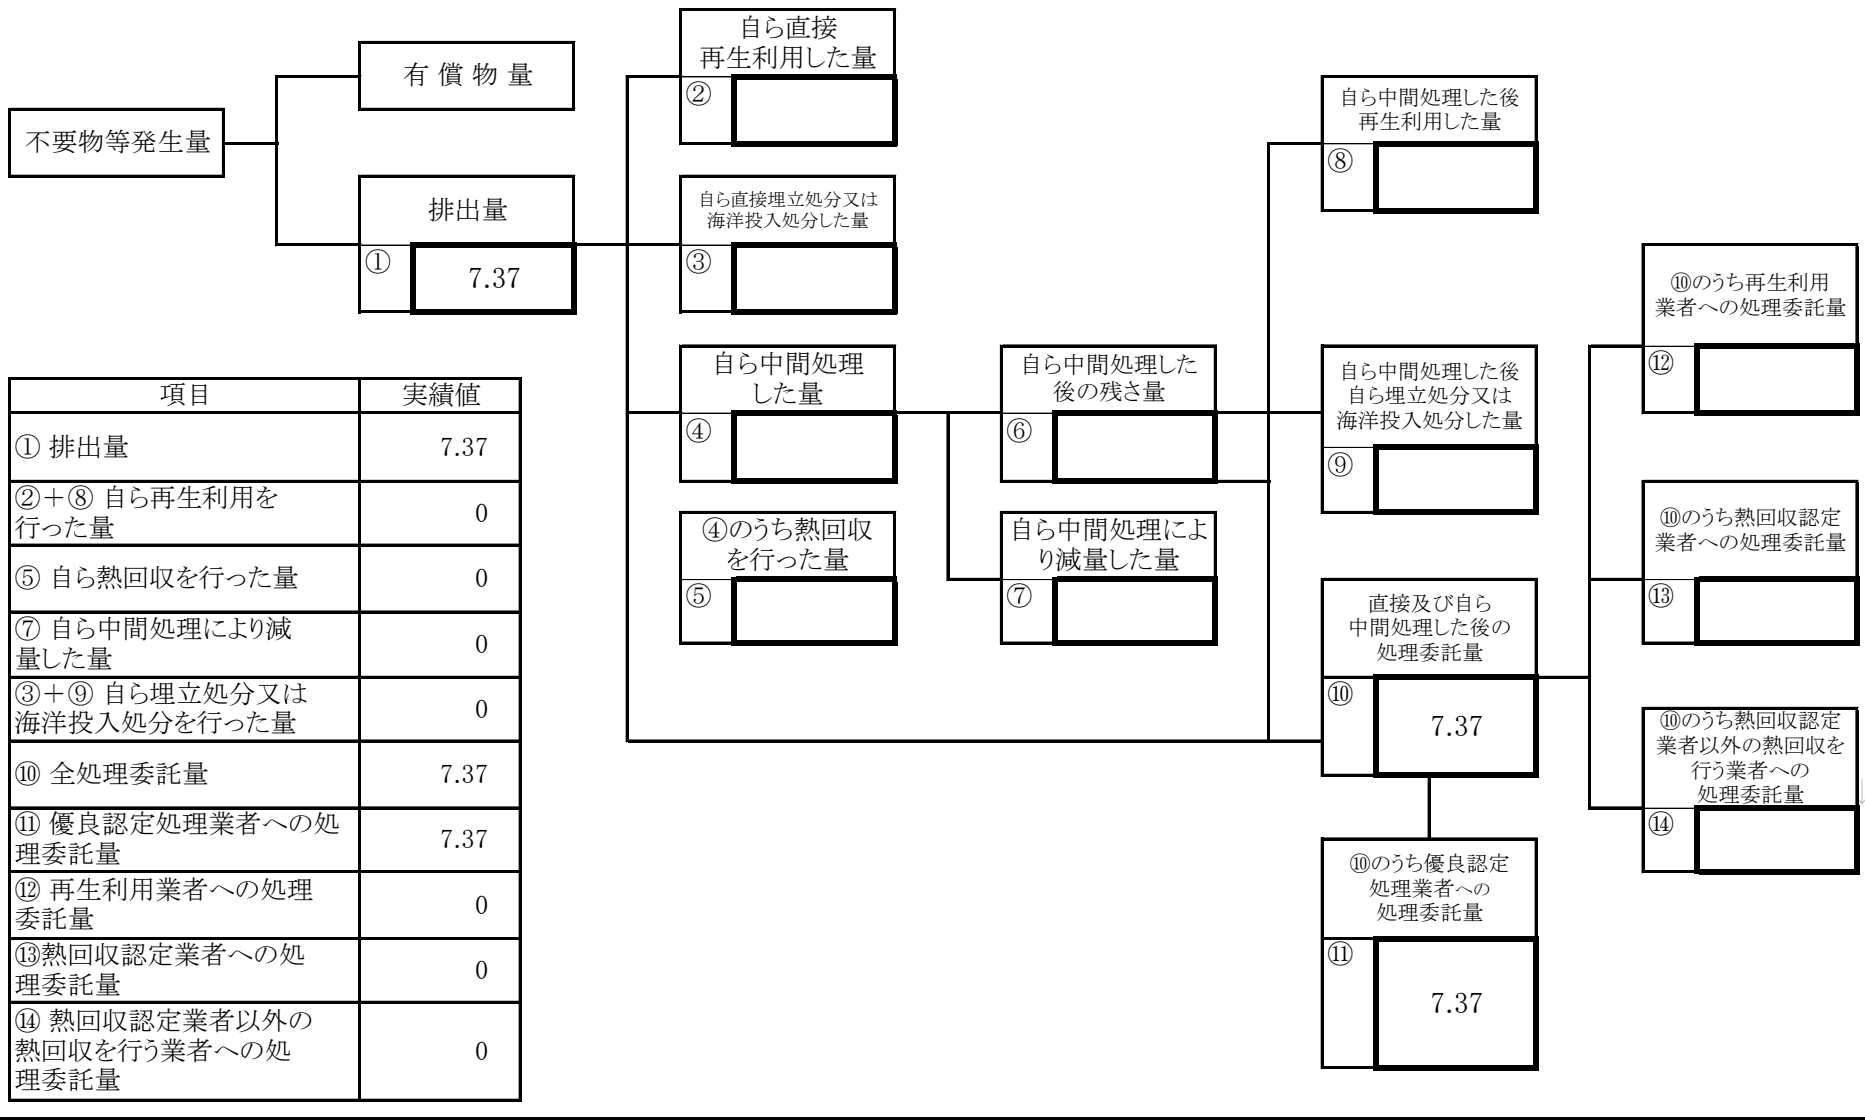 不要物等発生量
有 償 物 量
排出量
①
7.37
自ら直接
再生利用した量
②
自ら直接埋立処分又は
海洋投入処分した量
③
自ら中間処理
した量
④
④のうち熱回収
を行った量
⑤
自ら中間処理した
後の残さ量
⑥
自ら中間処理によ
り減量した量
⑦
自ら中間処理した後
再生利用した量
⑧
自ら中間処理した後
自ら埋立処分又は
海洋投入処分した量
⑨
直接及び自ら
中間処理した後の
処理委託量
⑩
7.37
⑩のうち優良認定
処理業者への
処理委託量
⑪
7.37
⑩のうち再生利用
業者への処理委託量
⑫
⑩のうち熱回収認定
業者への処理委託量
⑬
⑩のうち熱回収認定
業者以外の熱回収を
行う業者への
処理委託量
⑭
項目 実績値
① 排出量 7.37
②＋⑧ 自ら再生利用を
行った量 0
⑤ 自ら熱回収を行った量 0
⑦ 自ら中間処理により減
量した量 0
③＋⑨ 自ら埋立処分又は
海洋投入処分を行った量 0
⑩ 全処理委託量 7.37
⑪ 優良認定処理業者への処
理委託量 7.37
⑫ 再生利用業者への処理
委託量 0
⑬熱回収認定業者への処
理委託量 0
⑭ 熱回収認定業者以外の
熱回収を行う業者への処
理委託量 0